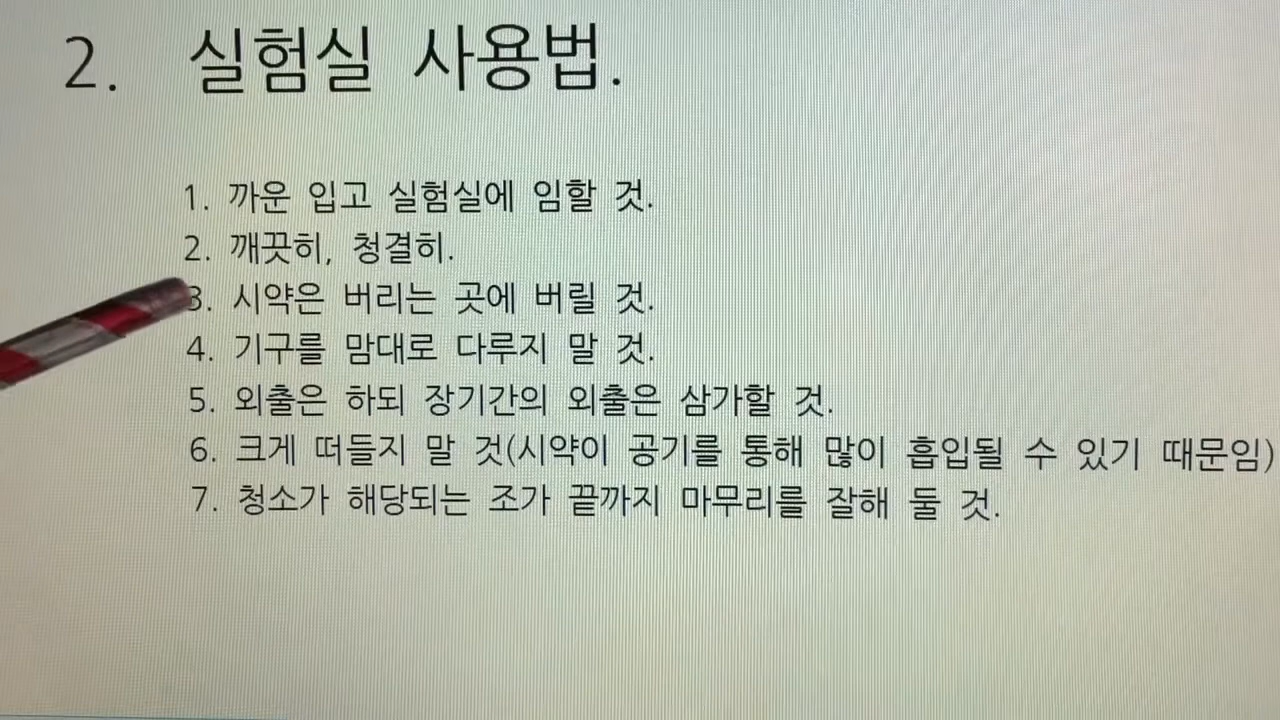 2. 실험실 사용법.
1. 까운 입고 실험실에 임할 것.
2. 깨끗히, 청결히.
3. 시약은 버리는 곳에 버릴 것.
4. 기구를 맘대로 다루지 말 것.
5. 외출은 하되 장기간의 외출은 삼가할 것.
6. 크게 떠들지 말 것(시약이 공기를 통해 많이 흡입될 수 있기 때문임)
7. 청소가 해당되는 조가 끝까지 마무리를 잘해 둘 것.